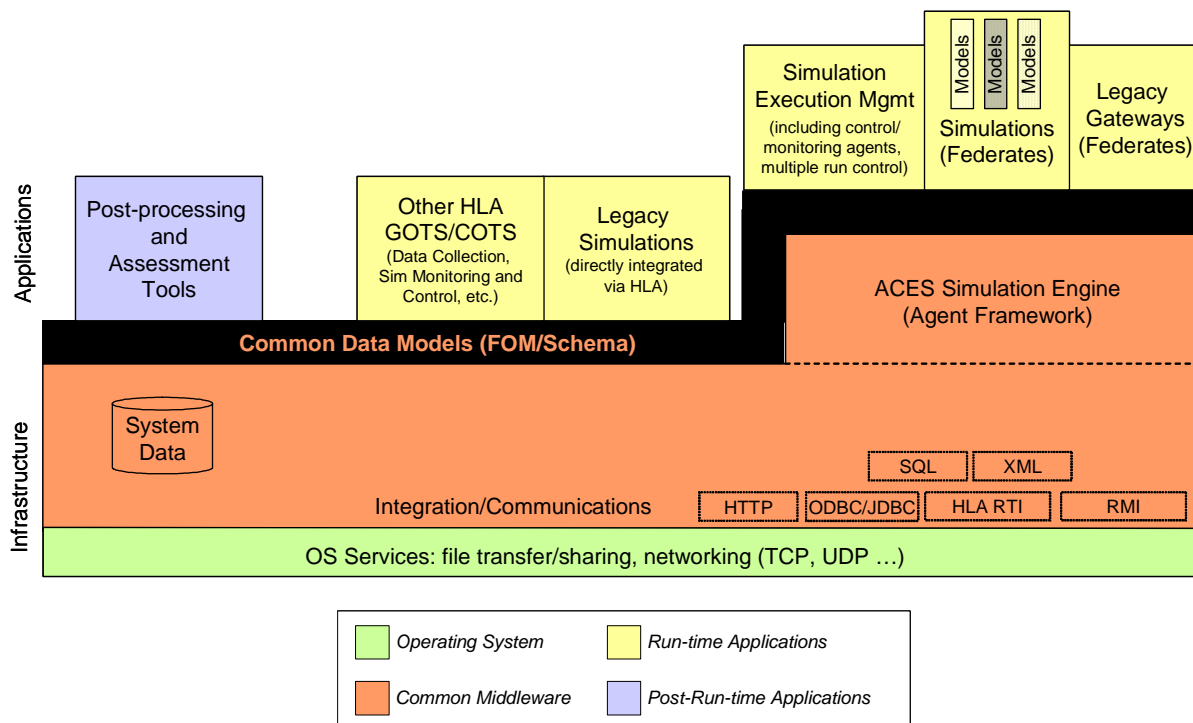 Models
Models
Models
Simulation
Execution Mgmt
(including control/
monitoring agents,
multiple run control)
Simulations
(Federates)
Legacy
Gateways
(Federates)
Applications
Post-processing
and
Assessment
Tools
Other HLA
GOTS/COTS
(Data Collection,
Sim Monitoring and
Control, etc.)
Legacy
Simulations
(directly integrated
via HLA)
ACES Simulation Engine
(Agent Framework)
Common Data Models (FOM/Schema)
Infrastructure
System
Data
SQL
XML
Integration/Communications
HTTP
ODBC/JDBC
HLA RTI
RMI
OS Services: file transfer/sharing, networking (TCP, UDP …)
Operating System
Run-time Applications
Common Middleware
Post-Run-time Applications